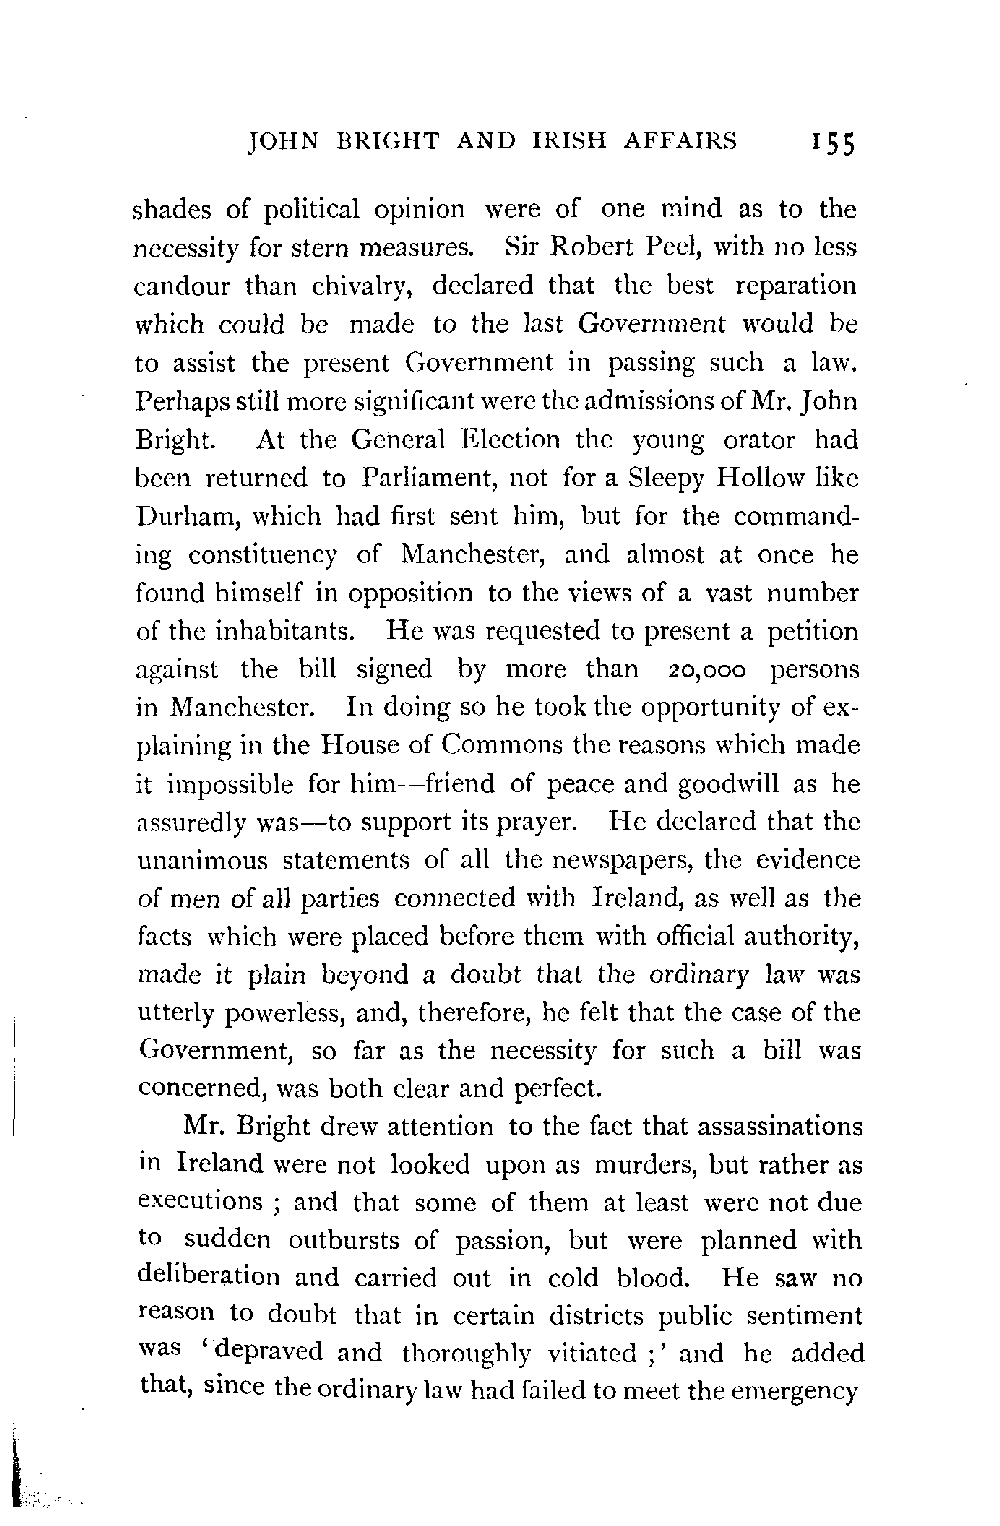 JOHN BRIGHT AND IRISH AFFAIRS 155
shades of political opinion were of one mind as to the
necessity for stern measures. Sir Robert Peel, with no less
candour than chivalry, declared that the best reparation
which could be made to the last Government would be
to assist the present Government in passing such a law.
Perhaps still more significant were the admissions of Mr. John
Bright. At the General Election the young orator had
been returned to Parliament, not for a Sleepy Hollow like
Durham, which had first sent him, but for the command-
ing constituency of Manchester, and almost at once he
found himself in opposition to the views of a vast number
of the inhabitants. He was requested to present a petition
against the bill signed by more than 20,000 persons
in Manchester. In doing so he took the opportunity of ex-
plaining in the House of Commons the reasons which made
it impossible for him—friend of peace and goodwill as he
assuredly was—to support its prayer. He declared that the
unanimous statements of all the newspapers, the evidence
of men of all parties connected with Ireland, as well as the
facts which were placed before them with official authority,
made it plain beyond a doubt that the ordinary law was
utterly powerless, and, therefore, he felt that the case of the
Government, so far as the necessity for such a bill was
concerned, was both clear and perfect.
Mr. Bright drew attention to the fact that assassinations
in Ireland were not looked upon as murders, but rather as
executions ; and that some of them at least were not due
to sudden outbursts of passion, but were planned with
deliberation and carried out in cold blood. He saw no
reason to doubt that in certain districts public sentiment
was ‘depraved and thoroughly vitiated ;’ and he added
that, since the ordinary law had failed to meet the emergency